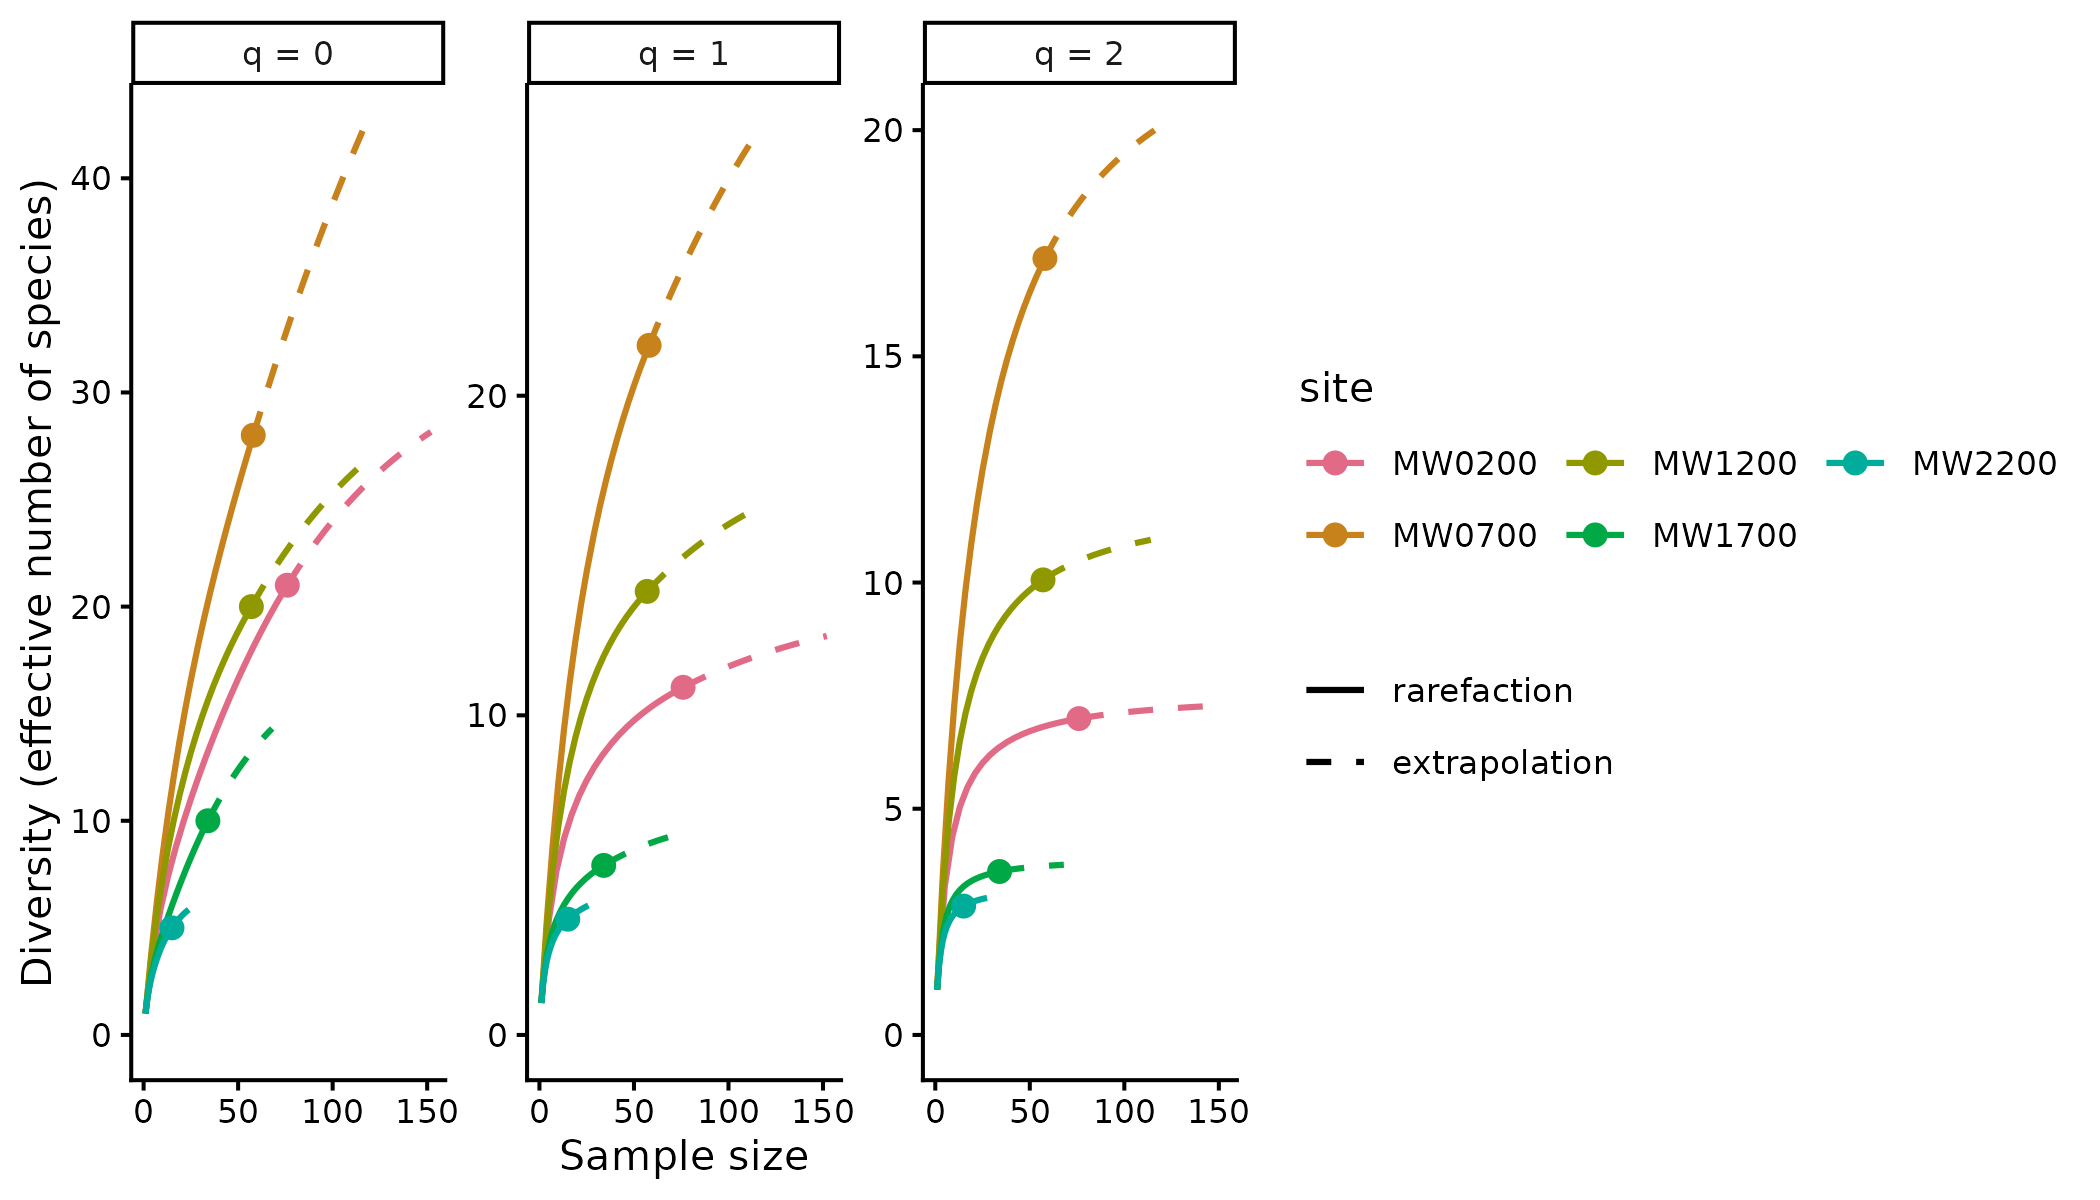 q = 0
q = 1
q = 2
Diversity (effective number of species)
40
30
20
10
0
20
10
0
20
15
10
5
0
0 50 100 150
0 50 100 150
0 50 100 150
Sample size
site
MW0200 MW1200 MW2200
MW0700 MW1700
rarefaction
extrapolation